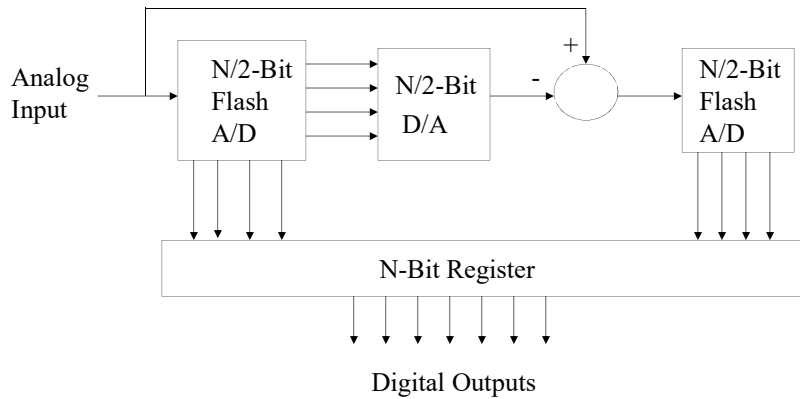 Analog
Input
N/2-Bit
Flash
A/D
N/2-Bit
D/A
-
+
N/2-Bit
Flash
A/D
N-Bit Register
Digital Outputs